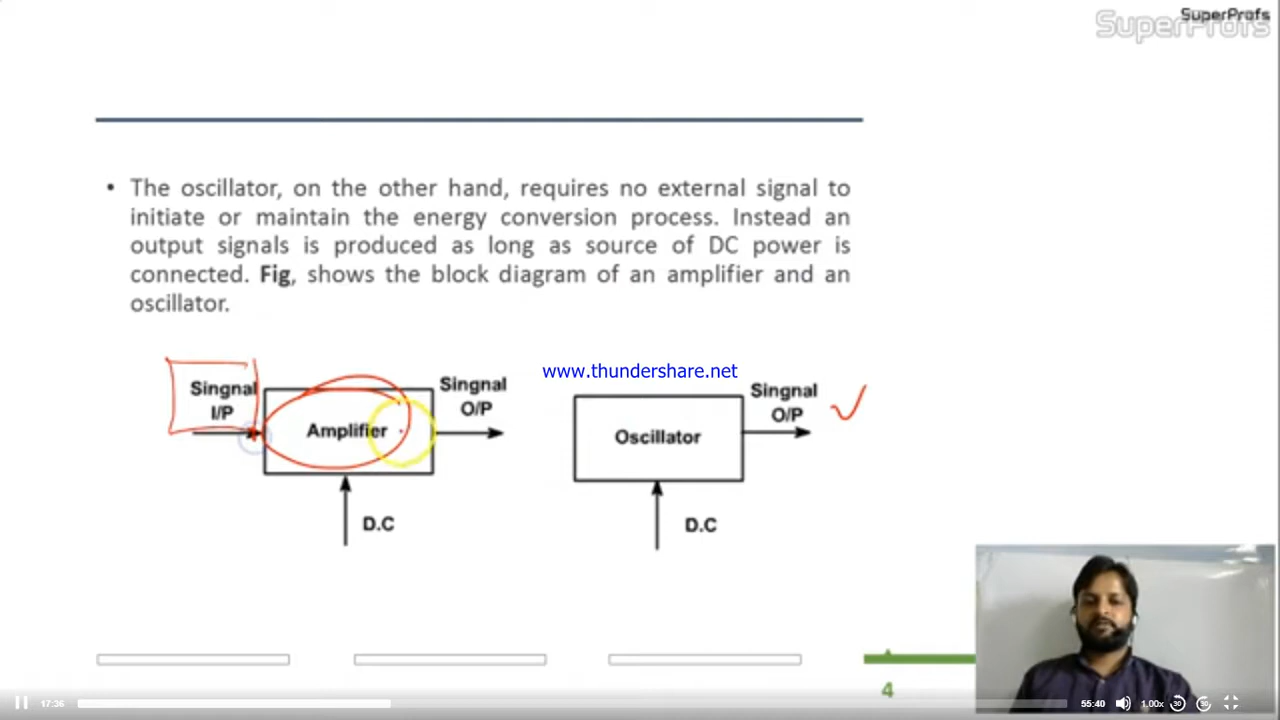 SuperProfs
SuperProfs
• The oscillator, on the other hand, requires no external signal to
initiate or maintain the energy conversion process. Instead an
output signals is produced as long as source of DC power is
connected. Fig, shows the block diagram of an amplifier and an
oscillator.
www.thundershare.net
Singnal
I/P
Amplifier
Singnal
O/P
D.C
Oscillator
Singnal
O/P
D.C
4
17:36
55:40
1.00x
30
30